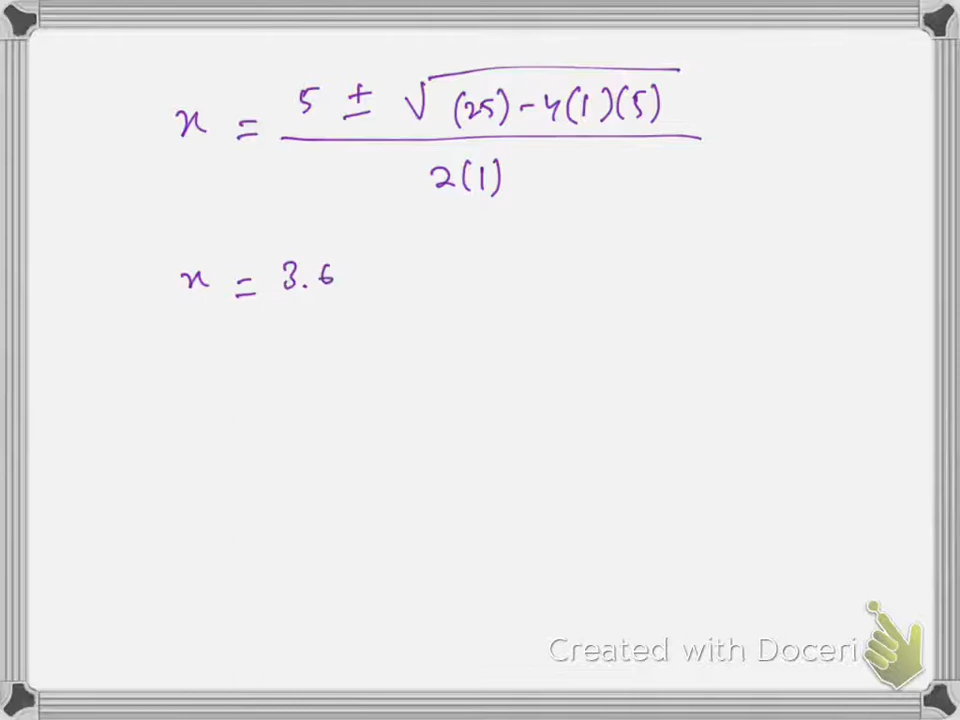 x = 5 ± √(25) - 4(1)(5)
2(1)
x = 3.6
Created with Doceri